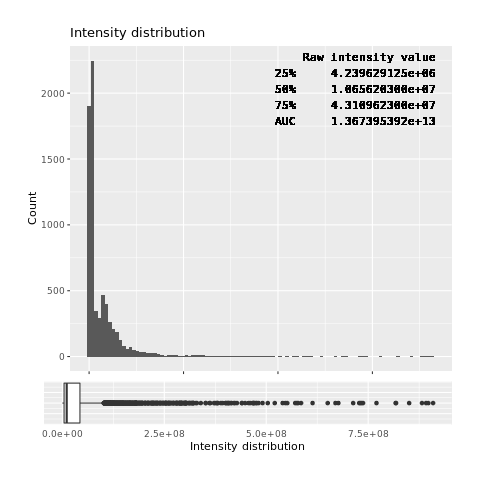 Intensity distribution
Raw intensity value
25% 4.239629125e+06
50% 1.065620300e+07
75% 4.310962300e+07
AUC 1.367395392e+13
2000
1500
1000
500
0
Count
0.0e+00 2.5e+08 5.0e+08 7.5e+08
Intensity distribution